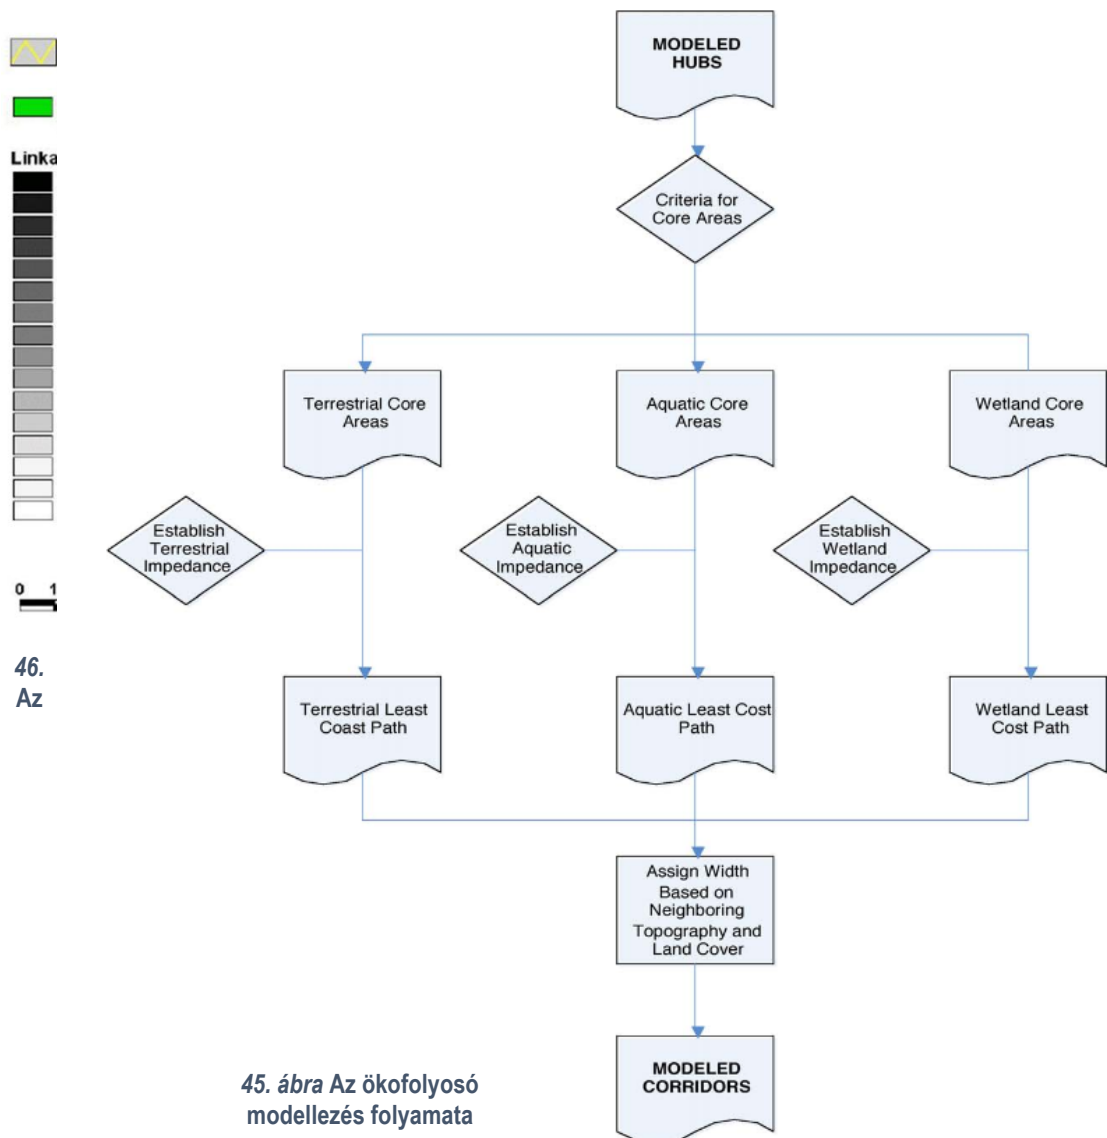 MODELED
HUBS
Linka
Criteria for
Core Areas
Terrestrial Core
Areas
Aquatic Core
Areas
Wetland Core
Areas
Establish
Terrestrial
Impedance
Establish
Aquatic
Impedance
Establish
Wetland
Impedance
0 1
46.
Az
Terrestrial Least
Coast Path
Aquatic Least Cost
Path
Wetland Least
Cost Path
Assign Width
Based on
Neighboring
Topography and
Land Cover
MODELED
CORRIDORS
45. ábra Az ökofolyosó
modellezés folyamata